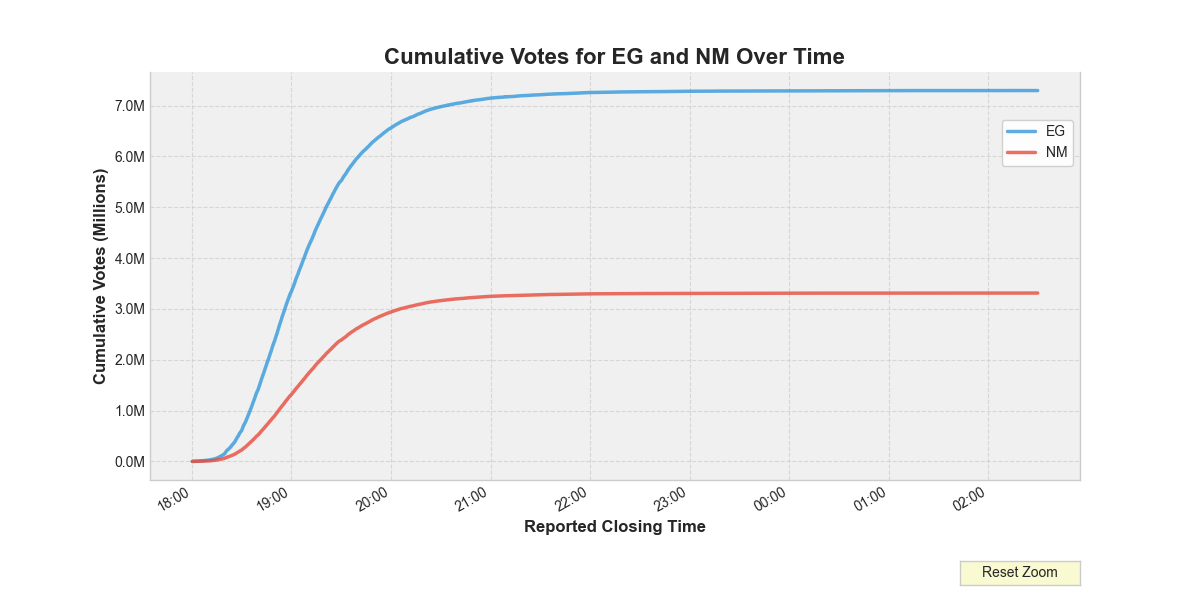 Cumulative Votes for EG and NM Over Time
Cumulative Votes (Millions)
7.0M
6.0M
5.0M
4.0M
3.0M
2.0M
1.0M
0.0M
EG
NM
18:00
19:00
20:00
21:00
22:00
23:00
00:00
01:00
02:00
Reported Closing Time
Reset Zoom